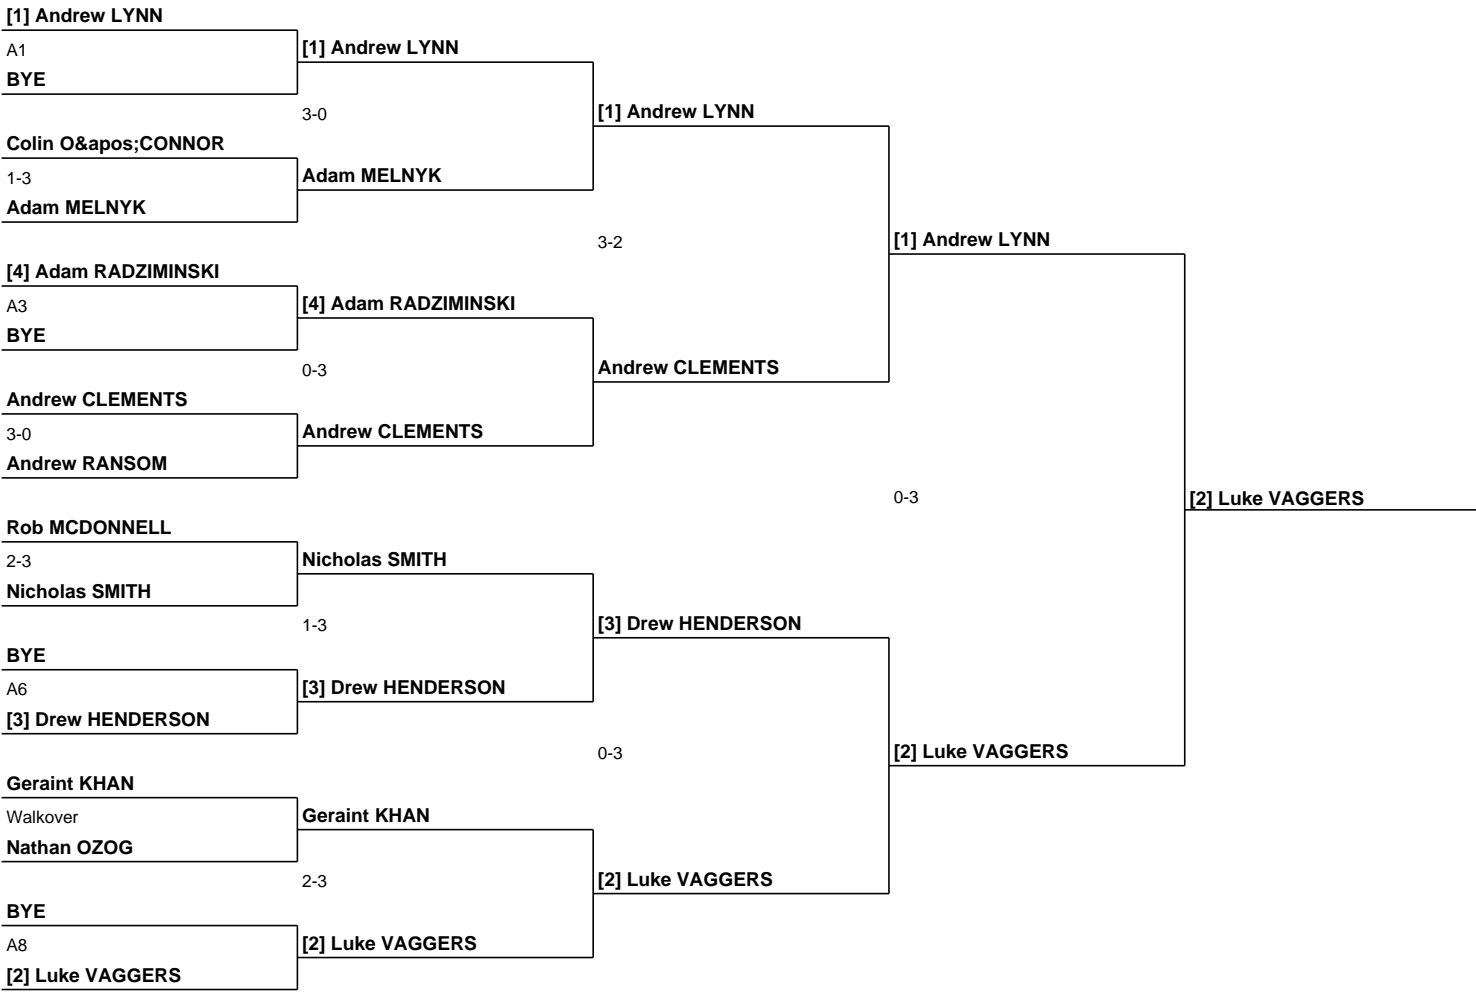 [1] Andrew LYNN
A1
BYE
Colin O&apos;CONNOR
1-3
Adam MELNYK
[4] Adam RADZIMINSKI
A3
BYE
Andrew CLEMENTS
3-0
Andrew RANSOM
Rob MCDONNELL
2-3
Nicholas SMITH
BYE
A6
[3] Drew HENDERSON
Geraint KHAN
Walkover
Nathan OZOG
BYE
A8
[2] Luke VAGGERS
[1] Andrew LYNN
3-0
Adam MELNYK
[4] Adam RADZIMINSKI
0-3
Andrew CLEMENTS
Nicholas SMITH
1-3
[3] Drew HENDERSON
Geraint KHAN
2-3
[2] Luke VAGGERS
[1] Andrew LYNN
3-2
Andrew CLEMENTS
[3] Drew HENDERSON
0-3
[2] Luke VAGGERS
[1] Andrew LYNN
0-3
[2] Luke VAGGERS
[2] Luke VAGGERS